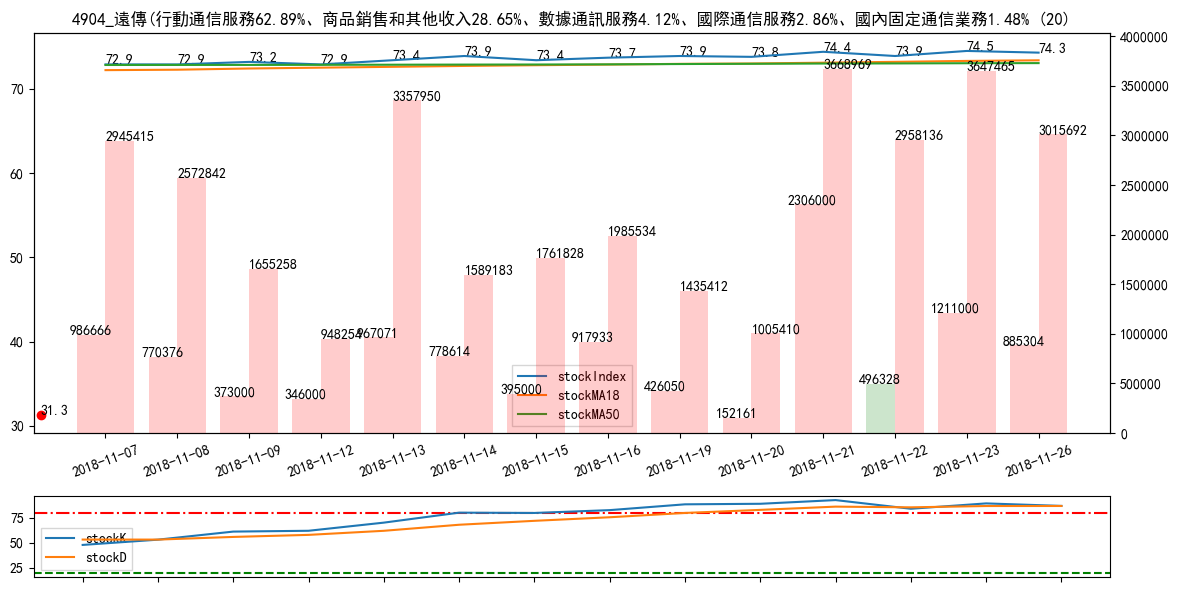 4904_遠傳(行動通信服務62.89%、商品銷售和其他收入28.65%、數據通訊服務4.12%、國際通信服務2.86%、國內固定通信業務1.48% (20)
72.9 72.9 73.2 72.9 73.4 73.9 73.4 73.7 73.9 73.8 74.4 73.9 74.5 74.3
4000000
3668969 3647465
70
3500000
3357950
2945415 2958136 3015692
3000000
2572842
60
2500000
2306000
1985534
2000000
50
1761828
1655258 1589183
1500000
1435412
1211000
986666 948254 967071 917933 1005410 885304
40
1000000
770376 778614
stockIndex
373000 346000 395000 426050 496328
500000
stockMA18
31.3
152161
stockMA50
30
0
2018-11-07 2018-11-08 2018-11-09 2018-11-12 2018-11-13 2018-11-14 2018-11-15 2018-11-16 2018-11-19 2018-11-20 2018-11-21 2018-11-22 2018-11-23 2018-11-26
75
stockK
50
stockD
25